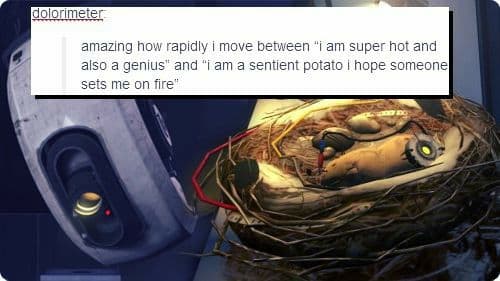 dolorimeter:
amazing how rapidly i move between “i am super hot and
also a genius” and “i am a sentient potato i hope someone
sets me on fire”